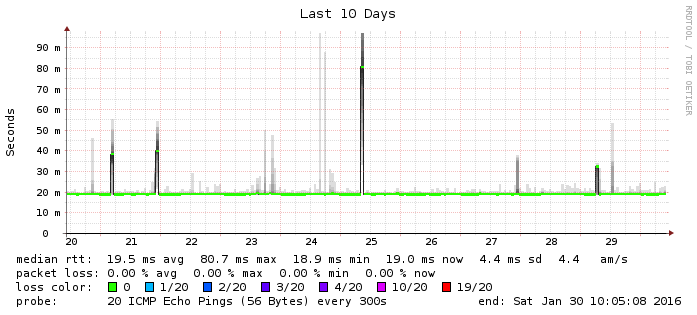 Last 10 Days
RRDTOOL / TOBI OETIKER
Seconds
90 m
80 m
70 m
60 m
50 m
40 m
30 m
20 m
10 m
0
20 21 22 23 24 25 26 27 28 29
median rtt: 19.5 ms avg 80.7 ms max 18.9 ms min 19.0 ms now 4.4 ms sd 4.4 am/s
packet loss: 0.00 % avg 0.00 % max 0.00 % min 0.00 % now
loss color: 0 1/20 2/20 3/20 4/20 10/20 19/20
probe: 20 ICMP Echo Pings (56 Bytes) every 300s end: Sat Jan 30 10:05:08 2016